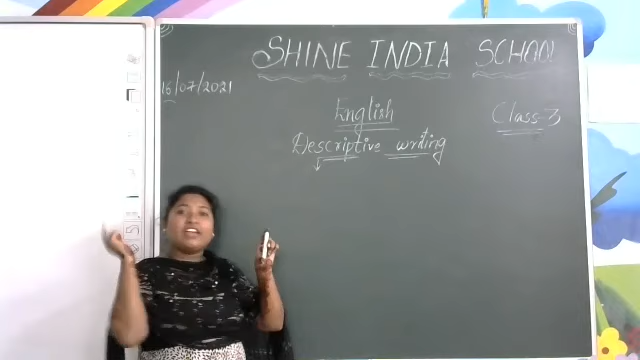 SHINE INDIA SCHOOL
16/07/2021
English
Class-3
Descriptive writing